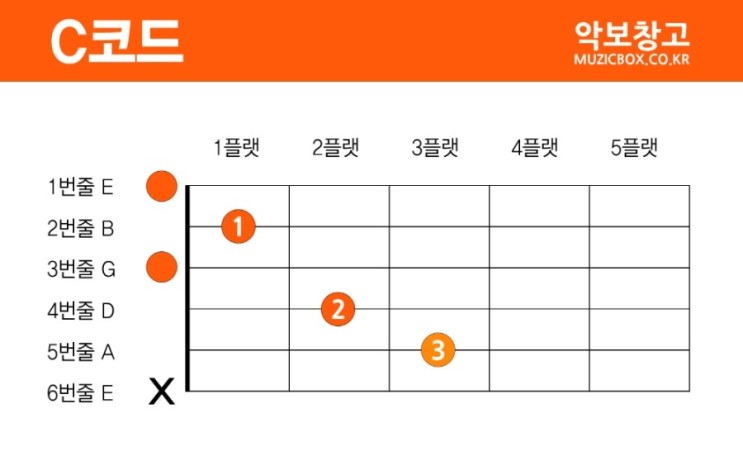 C코드
악보창고
MUZICBOX.CO.KR
1플랫 2플랫 3플랫 4플랫 5플랫
1번줄 E
2번줄 B 1
3번줄 G
4번줄 D 2
5번줄 A 3
6번줄 E X